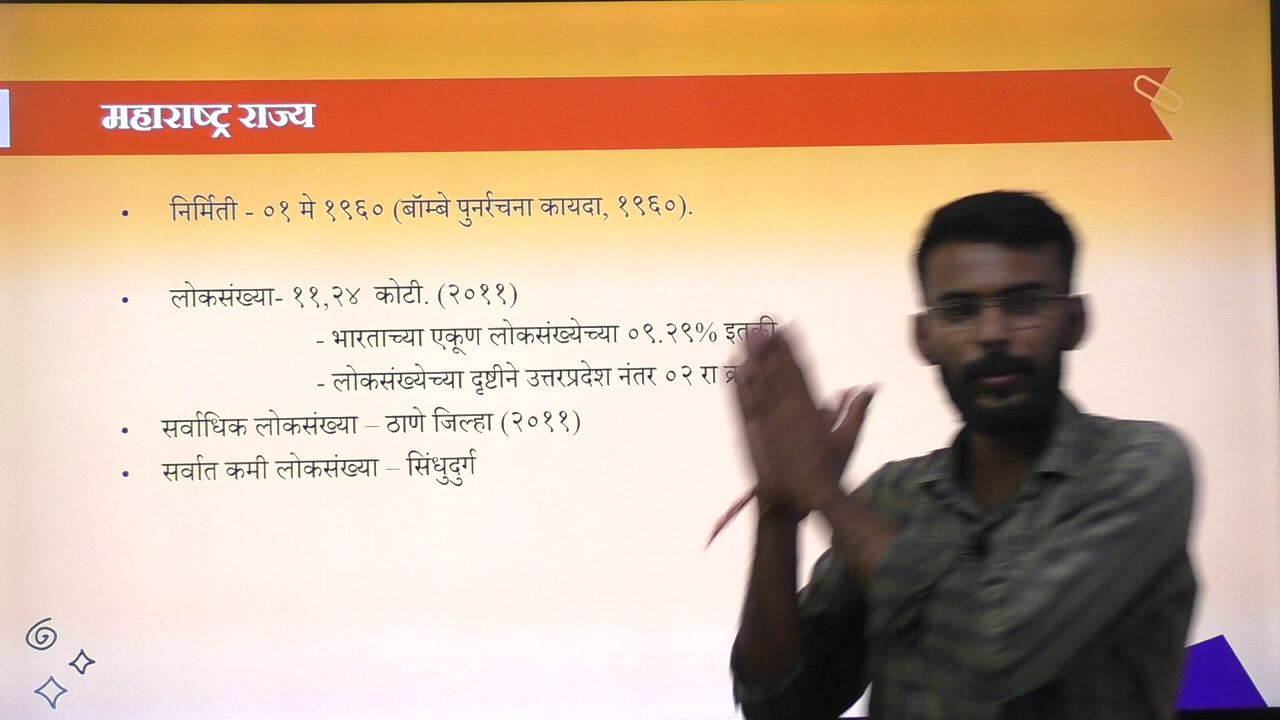 महाराष्ट्र राज्य
• निर्मिती - ०१ मे १९६० (बॉम्बे पुनर्रचना कायदा, १९६०).
• लोकसंख्या- ११,२४ कोटी. (२०११)
- भारताच्या एकूण लोकसंख्येच्या ०९.२९% इतकी
- लोकसंख्येच्या दृष्टीने उत्तरप्रदेश नंतर ०२ रा
• सर्वाधिक लोकसंख्या – ठाणे जिल्हा (२०११)
• सर्वात कमी लोकसंख्या – सिंधुदुर्ग